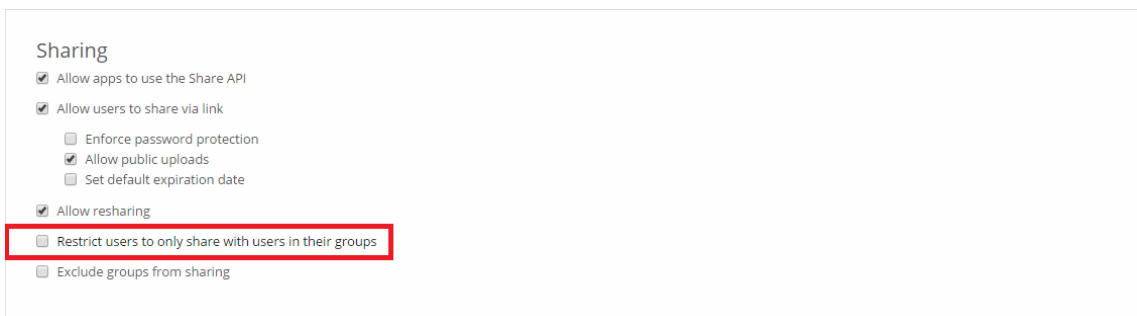 Sharing
Allow apps to use the Share API
Allow users to share via link
Enforce password protection
Allow public uploads
Set default expiration date
Allow resharing
Restrict users to only share with users in their groups
Exclude groups from sharing